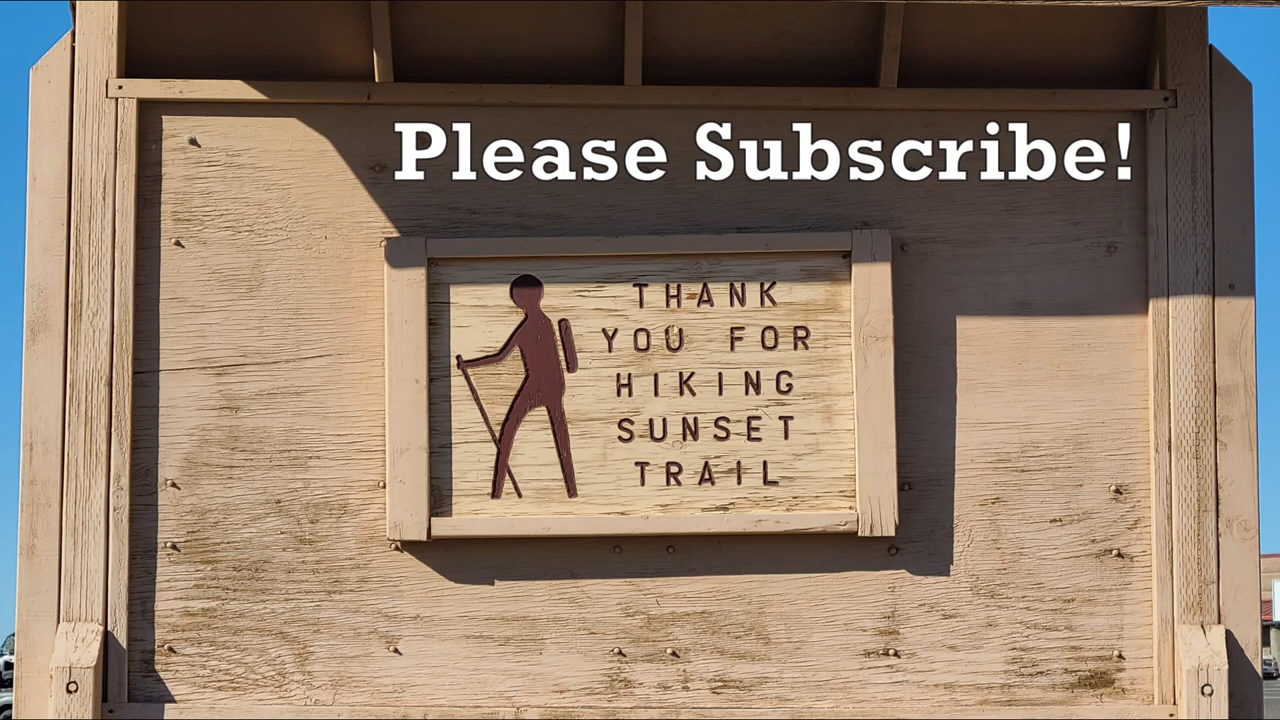 Please Subscribe!
THANK
YOU FOR
HIKING
SUNSET
TRAIL